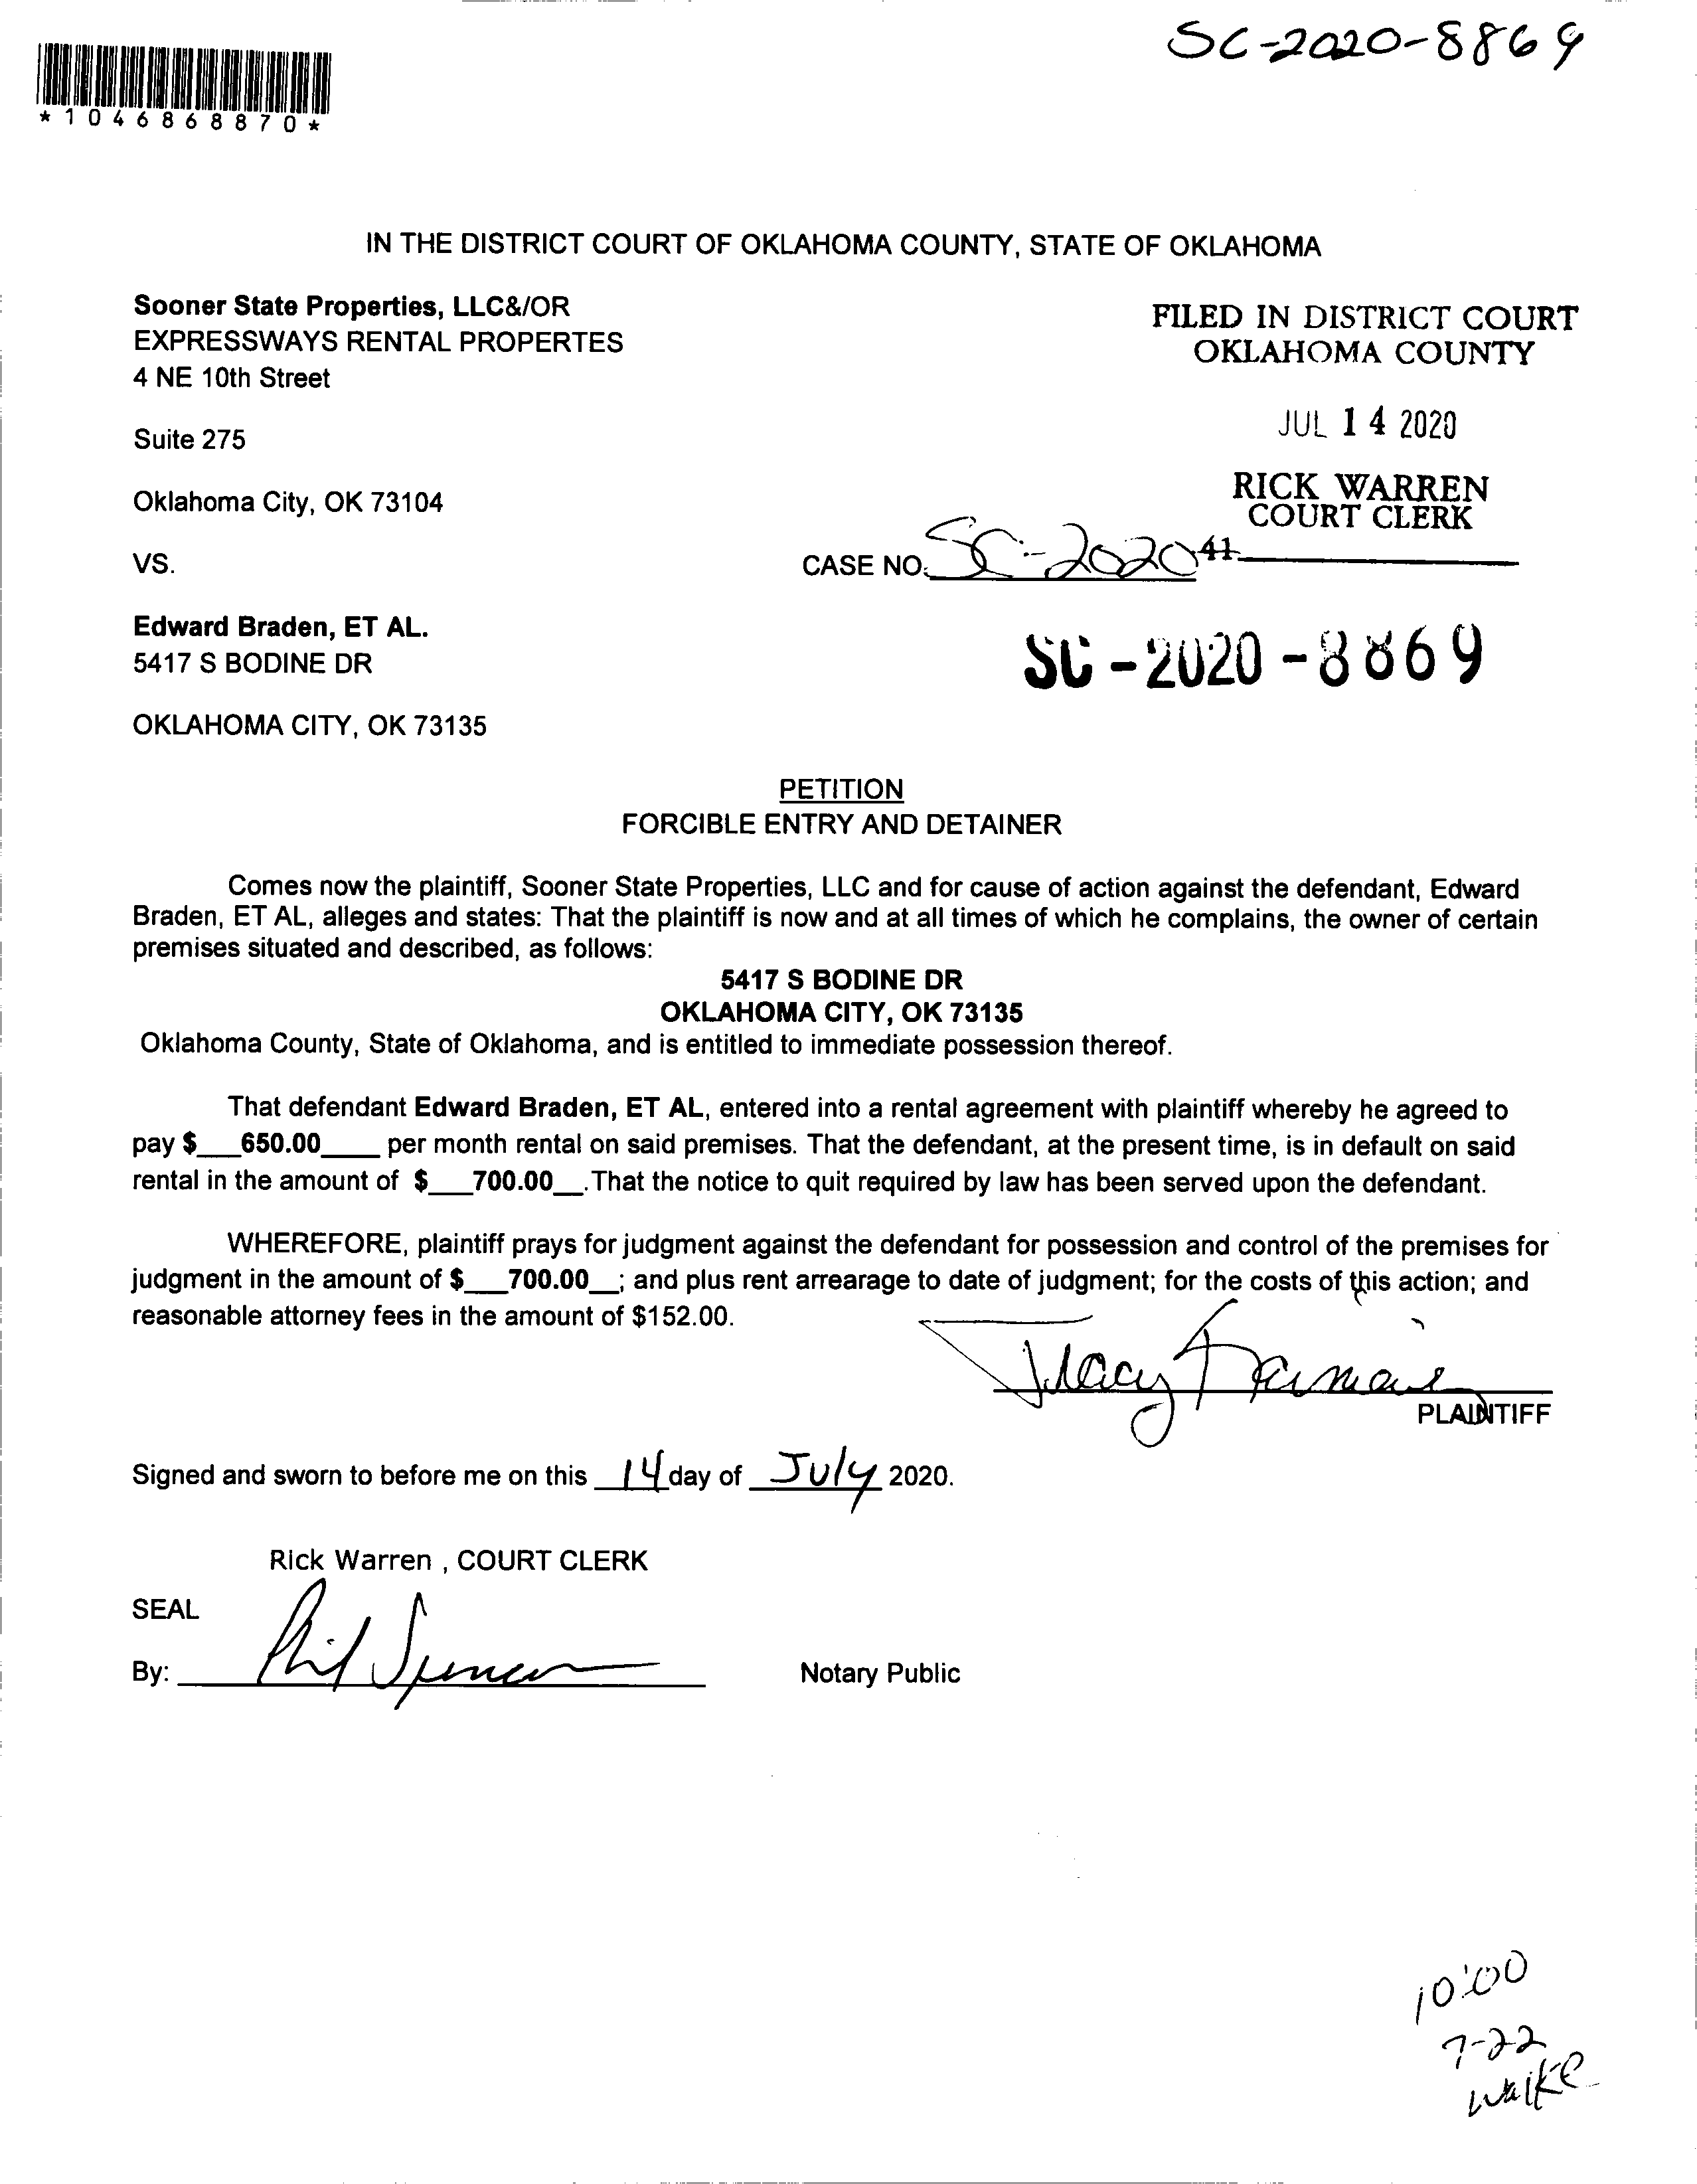 SC-2020-8869
*1046868870*
IN THE DISTRICT COURT OF OKLAHOMA COUNTY, STATE OF OKLAHOMA
Sooner State Properties, LLC&/OR
EXPRESSWAYS RENTAL PROPERTES
4 NE 10th Street
Suite 275
Oklahoma City, OK 73104
VS.
FILED IN DISTRICT COURT
OKLAHOMA COUNTY
JUL 14 2020
RICK WARREN
COURT CLERK
41
CASE NO. SC-2020
Edward Braden, ET AL.
5417 S BODINE DR
OKLAHOMA CITY, OK 73135
SC-2020-8869
PETITION
FORCIBLE ENTRY AND DETAINER
Comes now the plaintiff, Sooner State Properties, LLC and for cause of action against the defendant, Edward
Braden, ET AL, alleges and states: That the plaintiff is now and at all times of which he complains, the owner of certain
premises situated and described, as follows:
5417 S BODINE DR
OKLAHOMA CITY, OK 73135
Oklahoma County, State of Oklahoma, and is entitled to immediate possession thereof.
That defendant Edward Braden, ET AL, entered into a rental agreement with plaintiff whereby he agreed to
pay $___650.00____ per month rental on said premises. That the defendant, at the present time, is in default on said
rental in the amount of $___700.00__.That the notice to quit required by law has been served upon the defendant.
WHEREFORE, plaintiff prays for judgment against the defendant for possession and control of the premises for
judgment in the amount of $___700.00__; and plus rent arrearage to date of judgment; for the costs of this action; and
reasonable attorney fees in the amount of $152.00.
Tracy
PLAINTIFF
Signed and sworn to before me on this 14 day of July 2020.
Rick Warren , COURT CLERK
SEAL
By: Phil Spencer
Notary Public
10:00
7-22
Walke